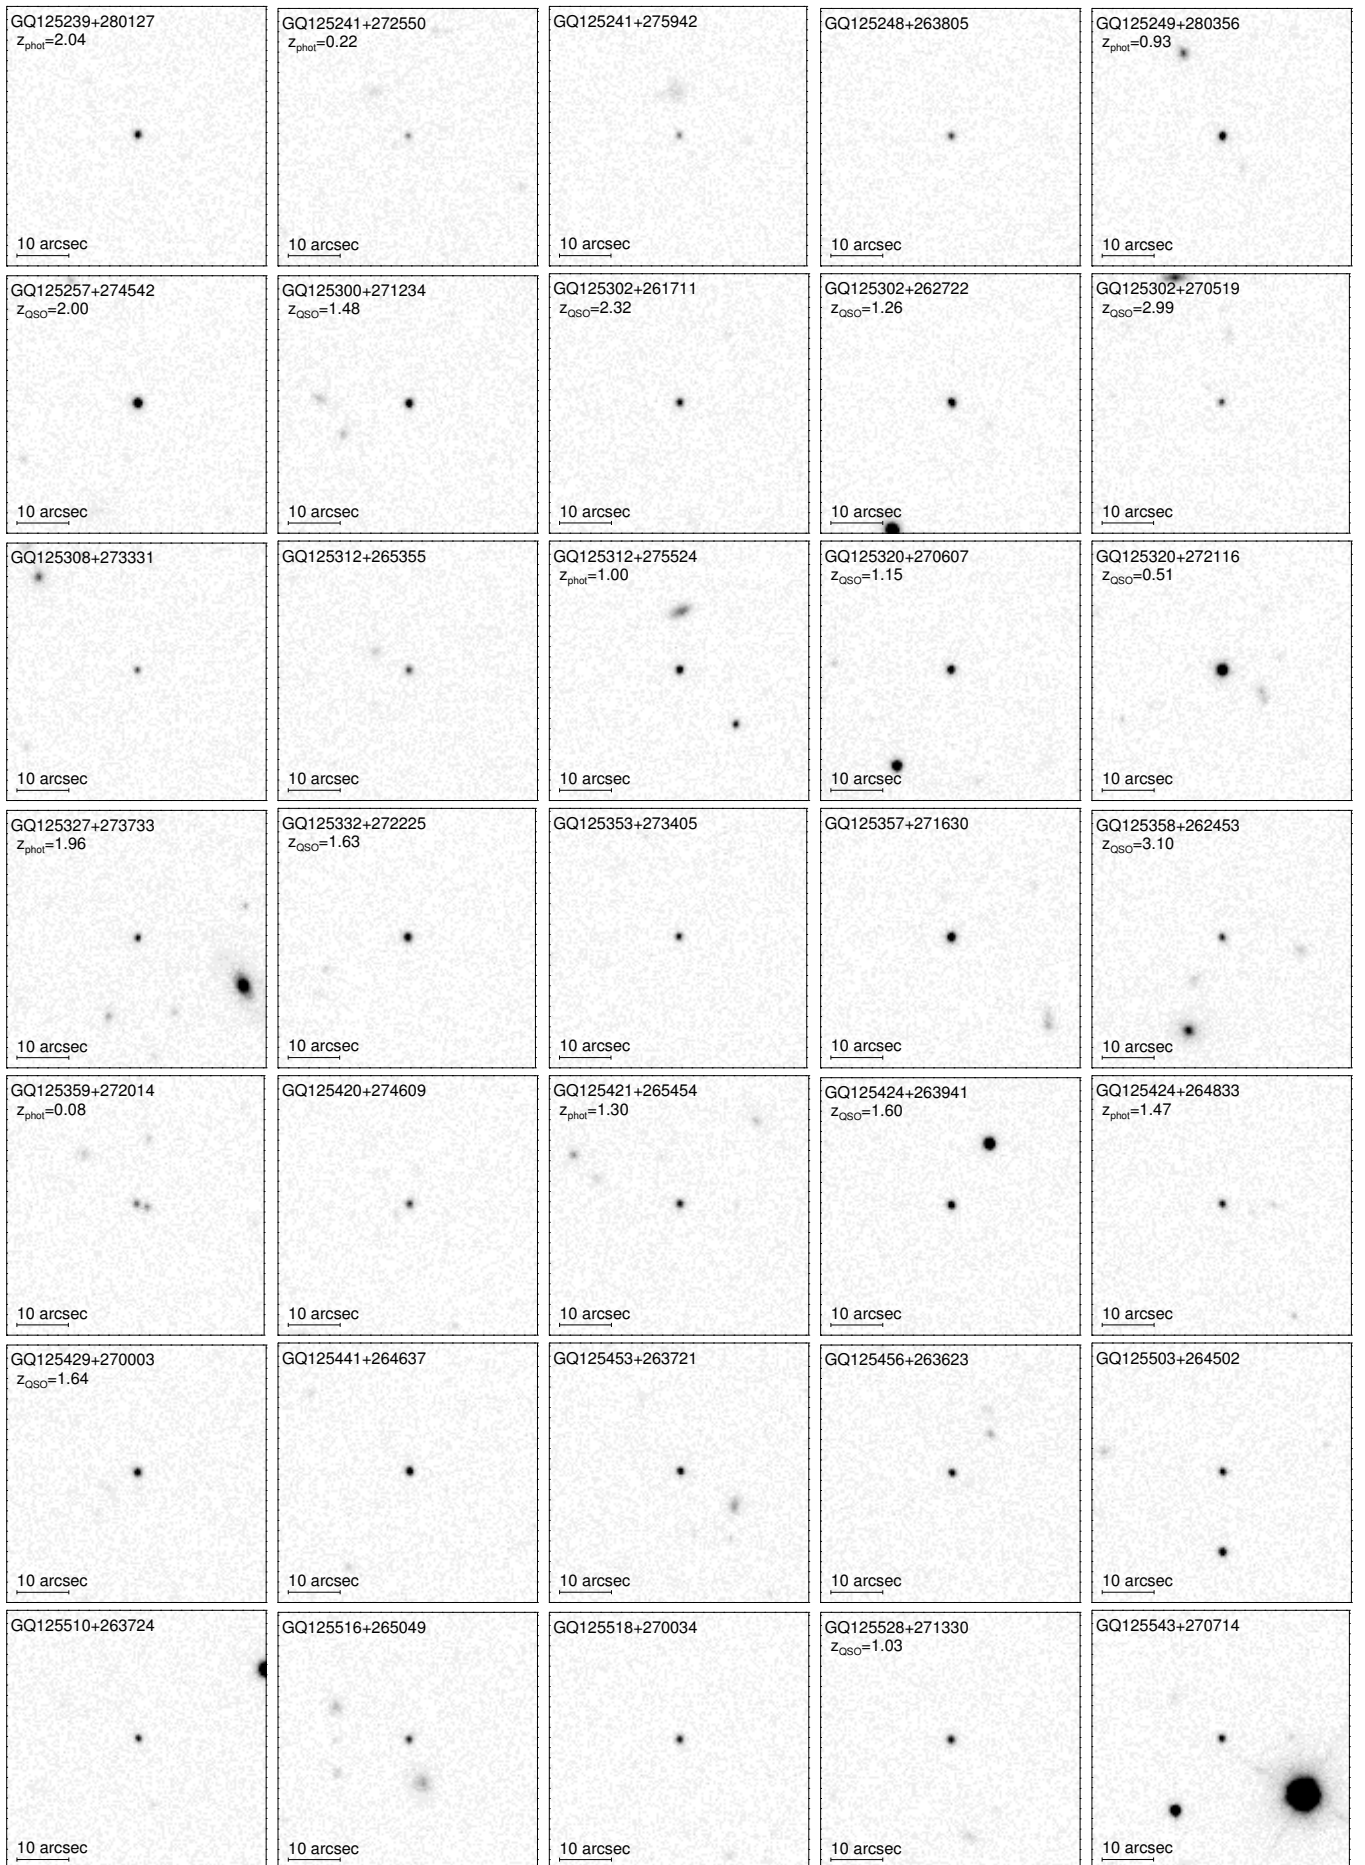 GQ125239+280127
z_phot=2.04
10 arcsec
GQ125241+272550
z_phot=0.22
10 arcsec
GQ125241+275942
10 arcsec
GQ125248+263805
10 arcsec
GQ125249+280356
z_phot=0.93
10 arcsec
GQ125257+274542
z_QSO=2.00
10 arcsec
GQ125300+271234
z_QSO=1.48
10 arcsec
GQ125302+261711
z_QSO=2.32
10 arcsec
GQ125302+262722
z_QSO=1.26
10 arcsec
GQ125302+270519
z_QSO=2.99
10 arcsec
GQ125308+273331
10 arcsec
GQ125312+265355
10 arcsec
GQ125312+275524
z_phot=1.00
10 arcsec
GQ125320+270607
z_QSO=1.15
10 arcsec
GQ125320+272116
z_QSO=0.51
10 arcsec
GQ125327+273733
z_phot=1.96
10 arcsec
GQ125332+272225
z_QSO=1.63
10 arcsec
GQ125353+273405
10 arcsec
GQ125357+271630
10 arcsec
GQ125358+262453
z_QSO=3.10
10 arcsec
GQ125359+272014
z_phot=0.08
10 arcsec
GQ125420+274609
10 arcsec
GQ125421+265454
z_phot=1.30
10 arcsec
GQ125424+263941
z_QSO=1.60
10 arcsec
GQ125424+264833
z_phot=1.47
10 arcsec
GQ125429+270003
z_QSO=1.64
10 arcsec
GQ125441+264637
10 arcsec
GQ125453+263721
10 arcsec
GQ125456+263623
10 arcsec
GQ125503+264502
10 arcsec
GQ125510+263724
10 arcsec
GQ125516+265049
10 arcsec
GQ125518+270034
10 arcsec
GQ125528+271330
z_QSO=1.03
10 arcsec
GQ125543+270714
10 arcsec